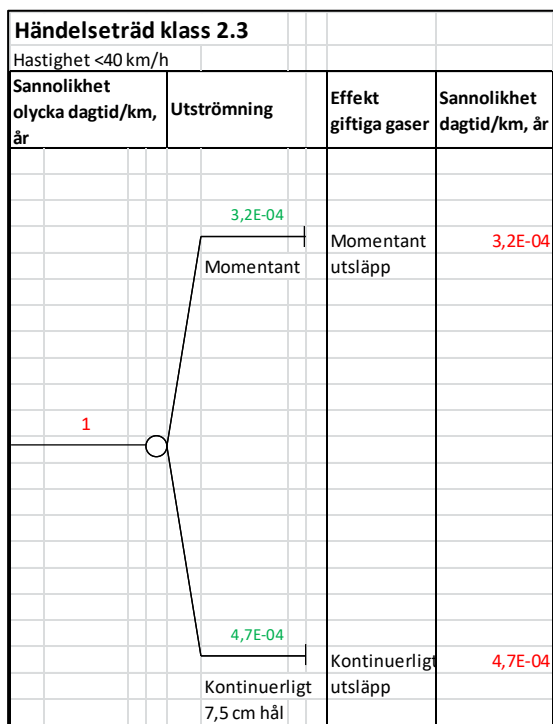 Händelseträd klass 2.3
Hastighet <40 km/h
Sannolikhet
olycka dagtid/km,
år
Utströmning
Effekt
giftiga gaser
Sannolikhet
dagtid/km, år
3,2E-04
Momentant
Momentant
utsläpp
3,2E-04
1
4,7E-04
Kontinuerligt
7,5 cm hål
Kontinuerligt
utsläpp
4,7E-04